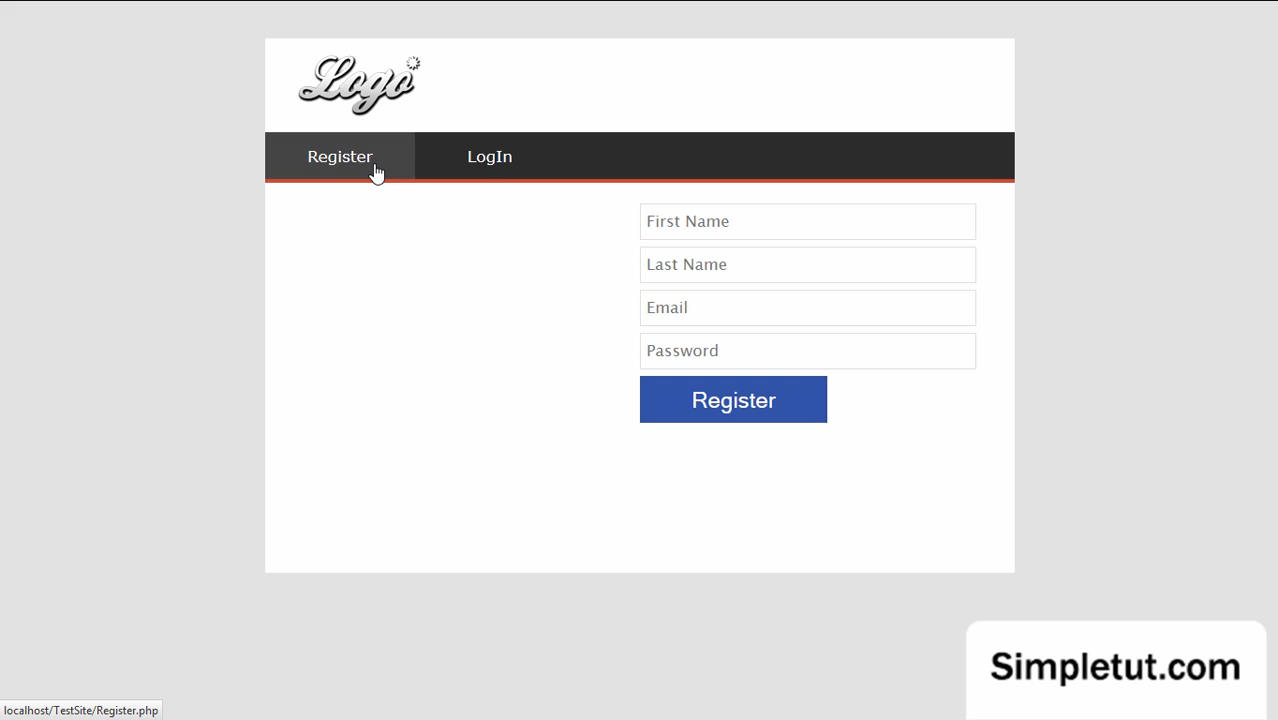 Logo
Register
LogIn
First Name
Last Name
Email
Password
Register
Simpletut.com
localhost/TestSite/Register.php